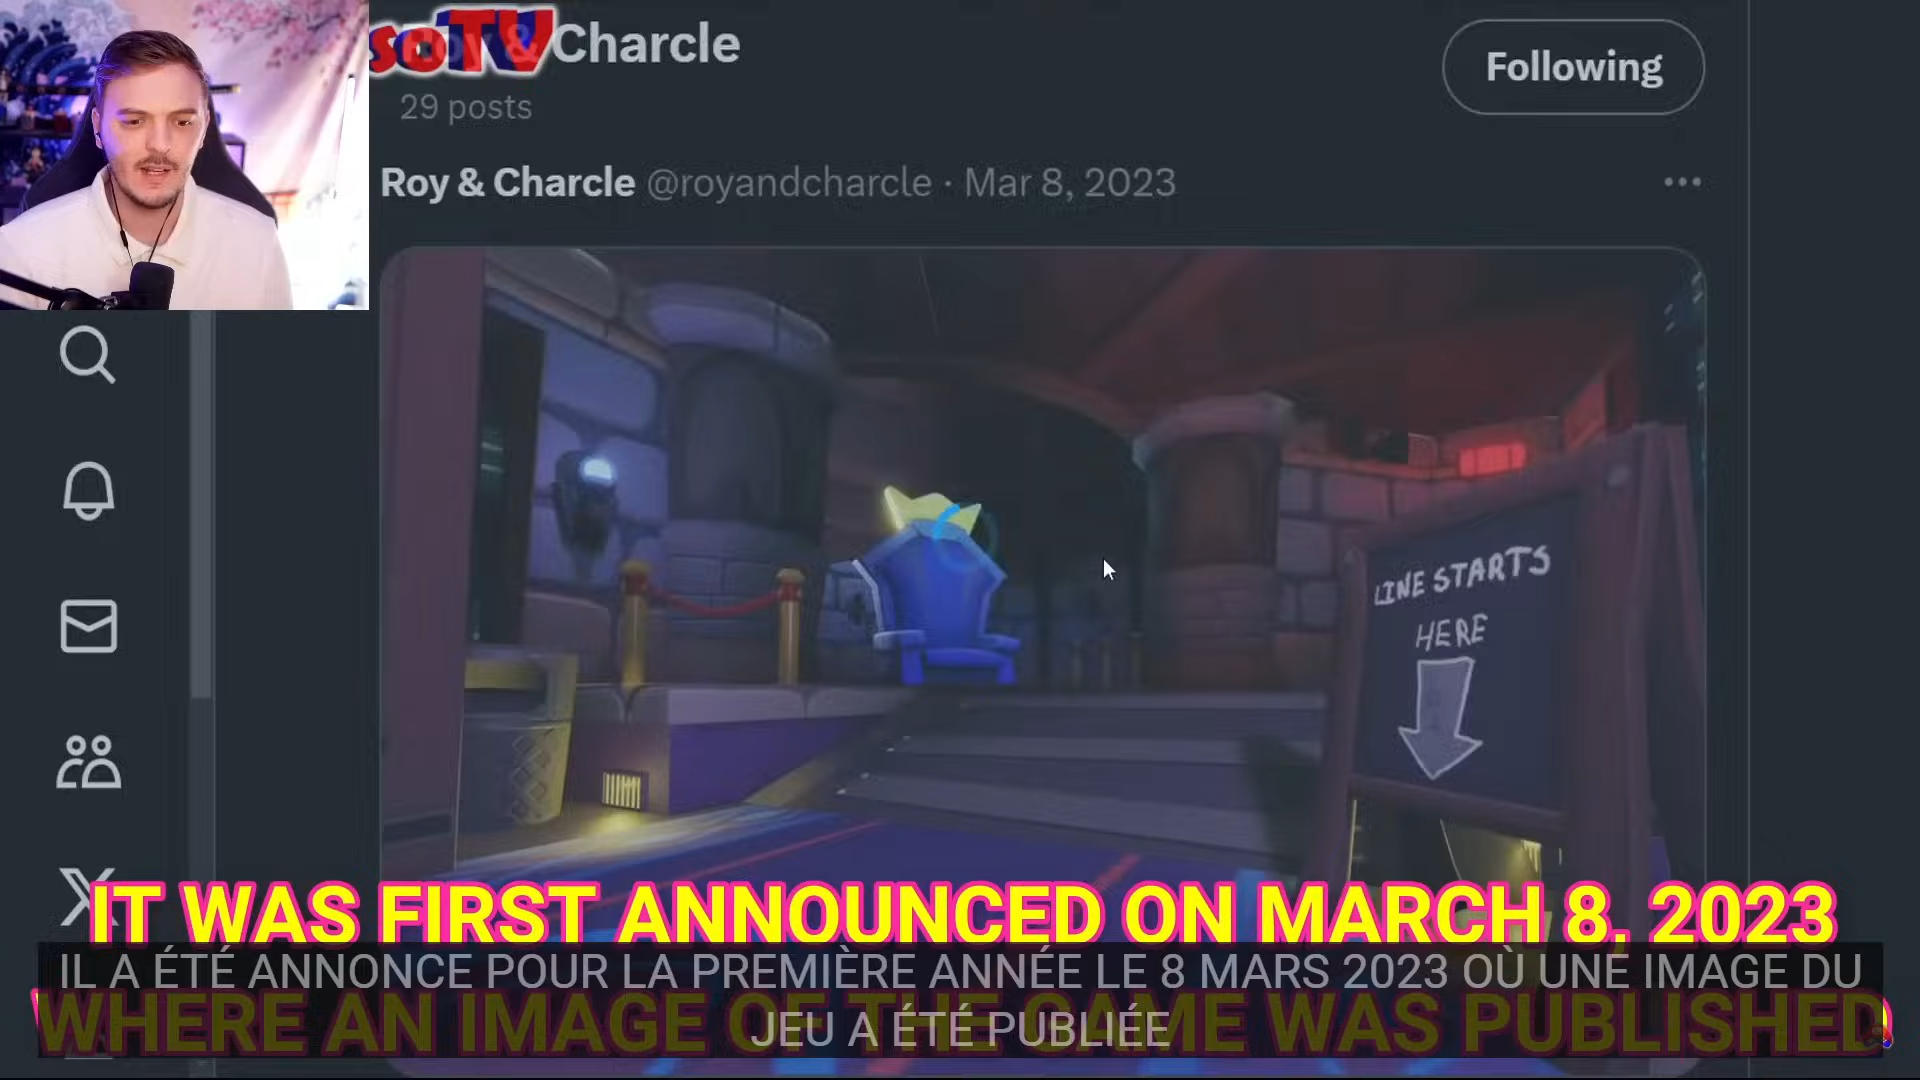 soTV
Roy & Charcle
Following
29 posts
Roy & Charcle @royandcharcle · Mar 8, 2023
LINE STARTS
HERE
IT WAS FIRST ANNOUNCED ON MARCH 8, 2023
IL A ÉTÉ ANNONCE POUR LA PREMIÈRE ANNÉE LE 8 MARS 2023 OÙ UNE IMAGE DU
WHERE AN IMAGE OF THE GAME WAS PUBLISHED
JEU A ÉTÉ PUBLIÉE